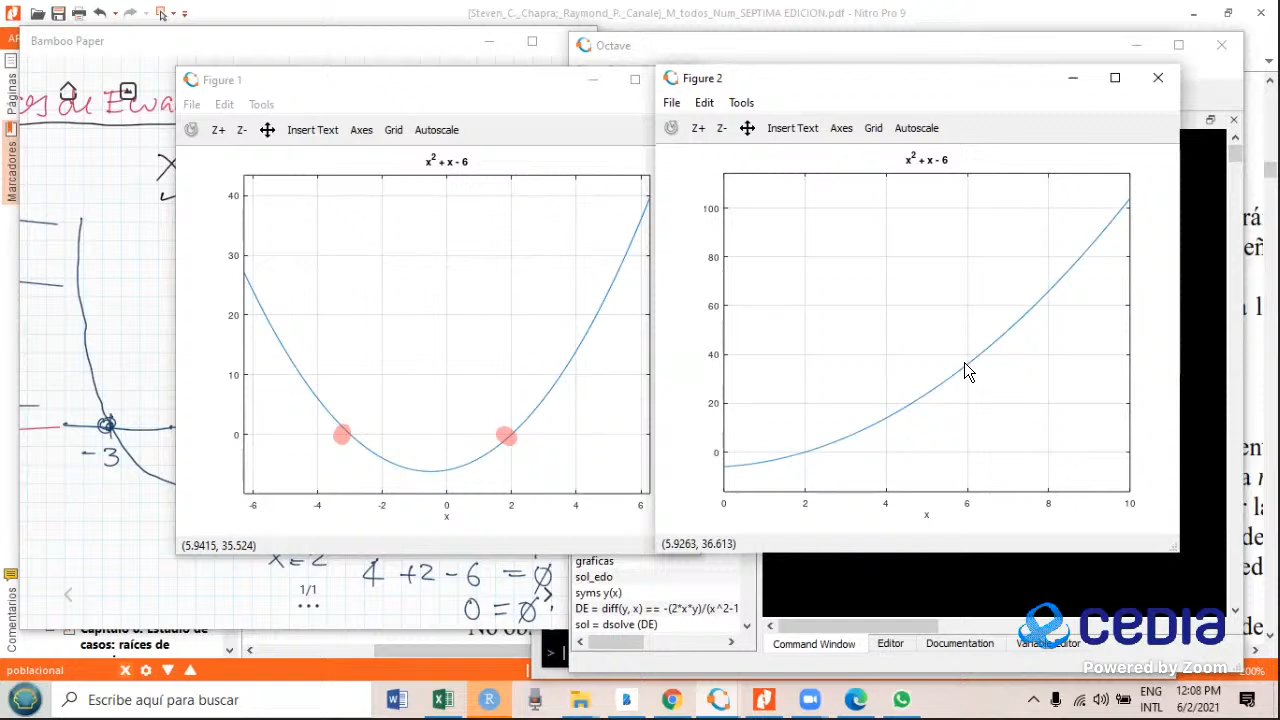 [Steven_C._Chapra;_Raymond_P._Canale]_M_todos_Num_SEPTIMA EDICION.pdf - Nitro Pro 9
Bamboo Paper
Octave
Páginas
Marcadores
Comentarios
Figure 1
File Edit Tools
Z+ Z- Insert Text Axes Grid Autoscale
x2 + x - 6
40
30
20
10
0
-6 -4 -2 0 2 4 6
x
(5.9415, 35.524)
Figure 2
File Edit Tools
Z+ Z- Insert Text Axes Grid Autoscale
x2 + x - 6
100
80
60
40
20
0
0 2 4 6 8 10
x
(5.9263, 36.613)
-3
x=2 4 +2-6 =0
0 =0
1/1
graficas
sol_edo
syms y(x)
DE = diff(y, x) == -(2*x*y)/(x^2-1
sol = dsolve (DE)
Command Window Editor Documentation Variable Editor
Capítulo 6: Estudio de
casos: raíces de
No ob
poblacional
cedia
Powered by Zoom
Escribe aquí para buscar
ENG
INTL
12:08 PM
6/2/2021